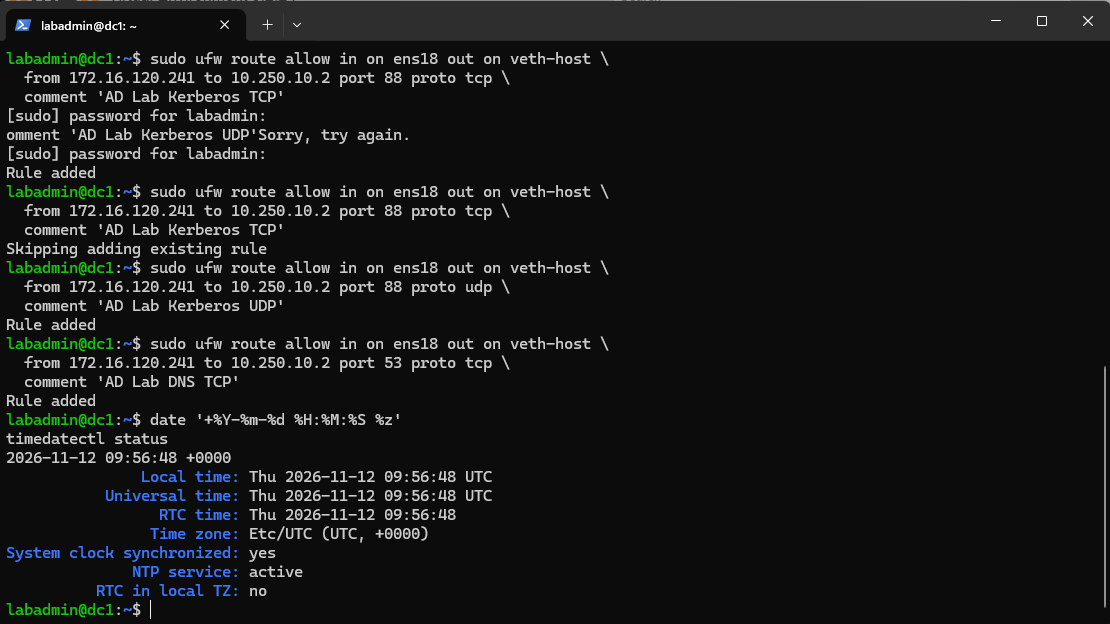 labadmin@dc1: ~
labadmin@dc1:~$ sudo ufw route allow in on ens18 out on veth-host \
  from 172.16.120.241 to 10.250.10.2 port 88 proto tcp \
  comment 'AD Lab Kerberos TCP'
[sudo] password for labadmin:
omment 'AD Lab Kerberos UDP'Sorry, try again.
[sudo] password for labadmin:
Rule added
labadmin@dc1:~$ sudo ufw route allow in on ens18 out on veth-host \
  from 172.16.120.241 to 10.250.10.2 port 88 proto tcp \
  comment 'AD Lab Kerberos TCP'
Skipping adding existing rule
labadmin@dc1:~$ sudo ufw route allow in on ens18 out on veth-host \
  from 172.16.120.241 to 10.250.10.2 port 88 proto udp \
  comment 'AD Lab Kerberos UDP'
Rule added
labadmin@dc1:~$ sudo ufw route allow in on ens18 out on veth-host \
  from 172.16.120.241 to 10.250.10.2 port 53 proto tcp \
  comment 'AD Lab DNS TCP'
Rule added
labadmin@dc1:~$ date '+%Y-%m-%d %H:%M:%S %z'
timedatectl status
2026-11-12 09:56:48 +0000
               Local time: Thu 2026-11-12 09:56:48 UTC
           Universal time: Thu 2026-11-12 09:56:48 UTC
                 RTC time: Thu 2026-11-12 09:56:48
                Time zone: Etc/UTC (UTC, +0000)
System clock synchronized: yes
              NTP service: active
          RTC in local TZ: no
labadmin@dc1:~$